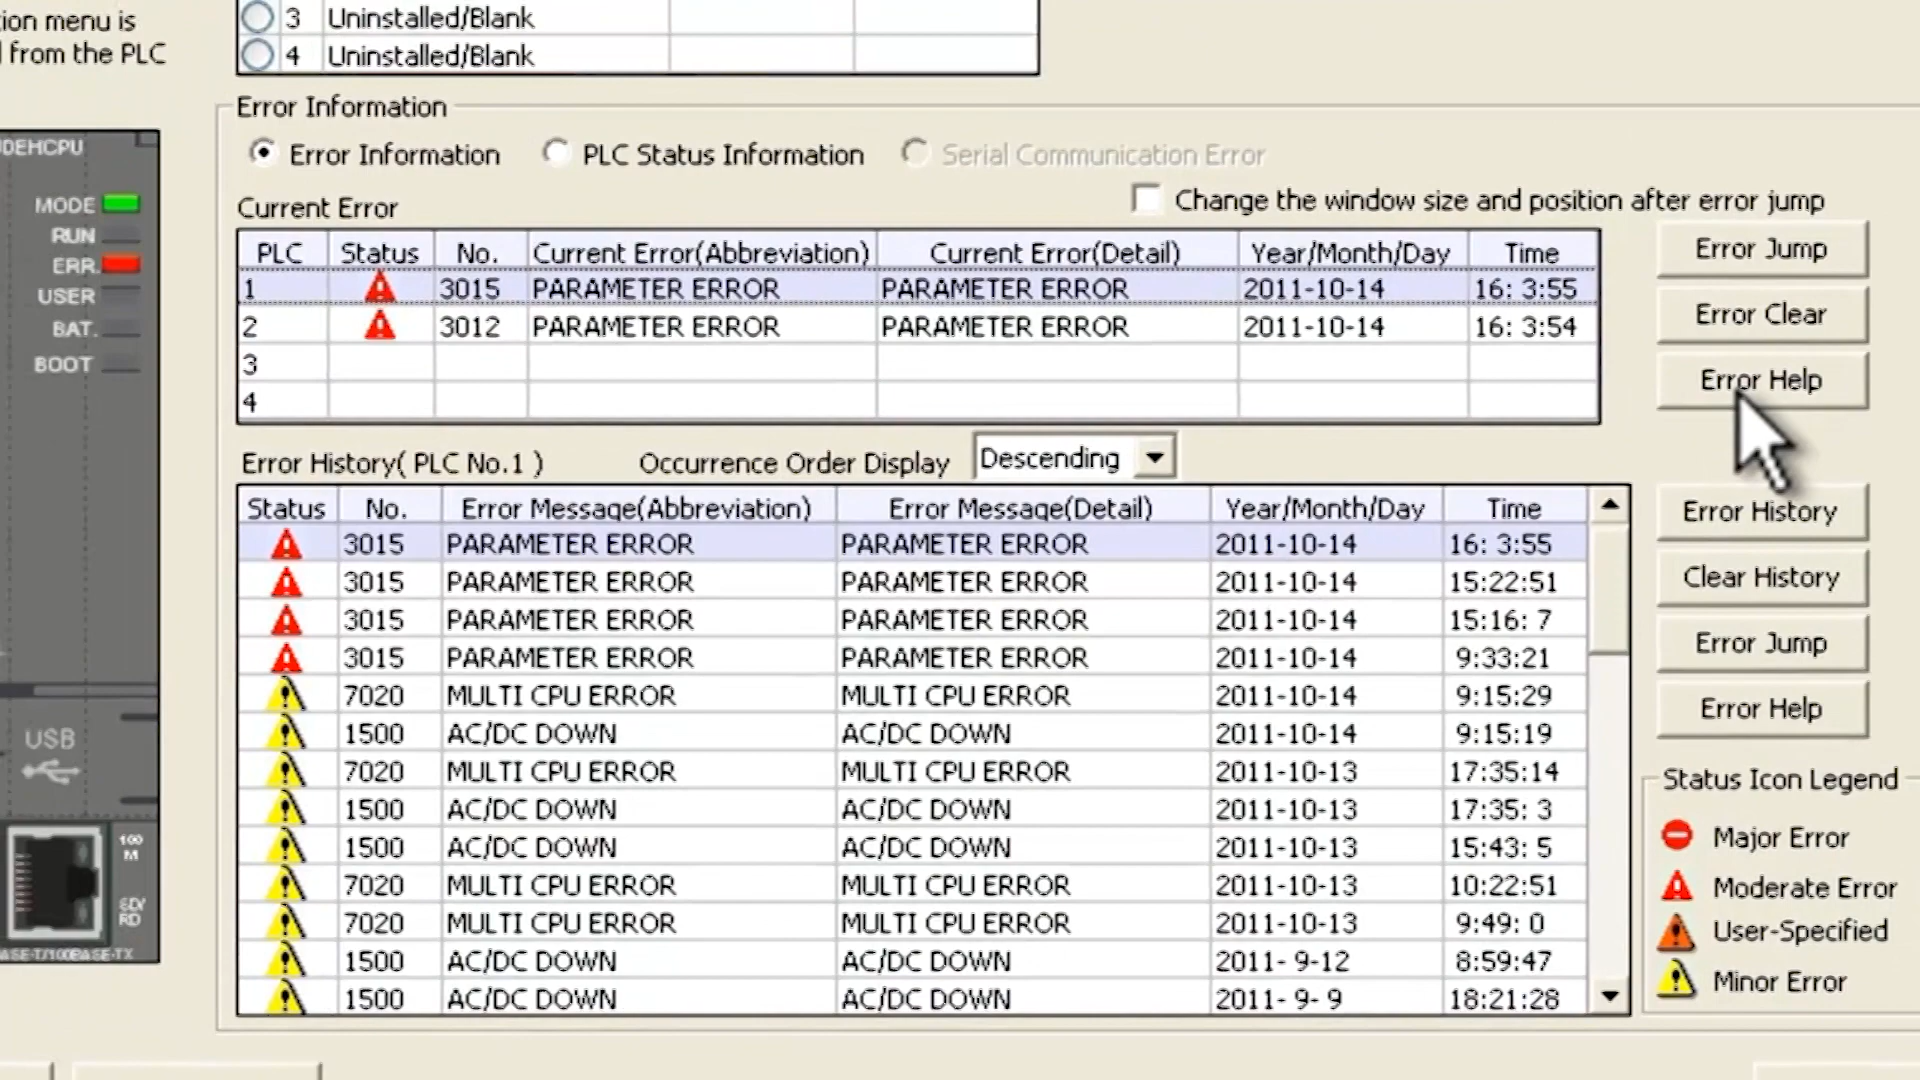 tion menu is
from the PLC
3 Uninstalled/Blank
4 Uninstalled/Blank
Error Information
Error Information PLC Status Information Serial Communication Error
Change the window size and position after error jump
Current Error
PLC Status No. Current Error(Abbreviation) Current Error(Detail) Year/Month/Day Time
1 3015 PARAMETER ERROR PARAMETER ERROR 2011-10-14 16: 3:55
2 3012 PARAMETER ERROR PARAMETER ERROR 2011-10-14 16: 3:54
3
4
Error Jump
Error Clear
Error Help
Error History( PLC No.1 ) Occurrence Order Display Descending
Status No. Error Message(Abbreviation) Error Message(Detail) Year/Month/Day Time
3015 PARAMETER ERROR PARAMETER ERROR 2011-10-14 16: 3:55
3015 PARAMETER ERROR PARAMETER ERROR 2011-10-14 15:22:51
3015 PARAMETER ERROR PARAMETER ERROR 2011-10-14 15:16: 7
3015 PARAMETER ERROR PARAMETER ERROR 2011-10-14 9:33:21
7020 MULTI CPU ERROR MULTI CPU ERROR 2011-10-14 9:15:29
1500 AC/DC DOWN AC/DC DOWN 2011-10-14 9:15:19
7020 MULTI CPU ERROR MULTI CPU ERROR 2011-10-13 17:35:14
1500 AC/DC DOWN AC/DC DOWN 2011-10-13 17:35: 3
1500 AC/DC DOWN AC/DC DOWN 2011-10-13 15:43: 5
7020 MULTI CPU ERROR MULTI CPU ERROR 2011-10-13 10:22:51
7020 MULTI CPU ERROR MULTI CPU ERROR 2011-10-13 9:49: 0
1500 AC/DC DOWN AC/DC DOWN 2011- 9-12 8:59:47
1500 AC/DC DOWN AC/DC DOWN 2011- 9- 9 18:21:28
Error History
Clear History
Error Jump
Error Help
Status Icon Legend
Major Error
Moderate Error
User-Specified
Minor Error
UDEHCPU
MODE
RUN
ERR.
USER
BAT.
BOOT
USB
100
M
SD/
RD
BASE-T/100BASE-TX